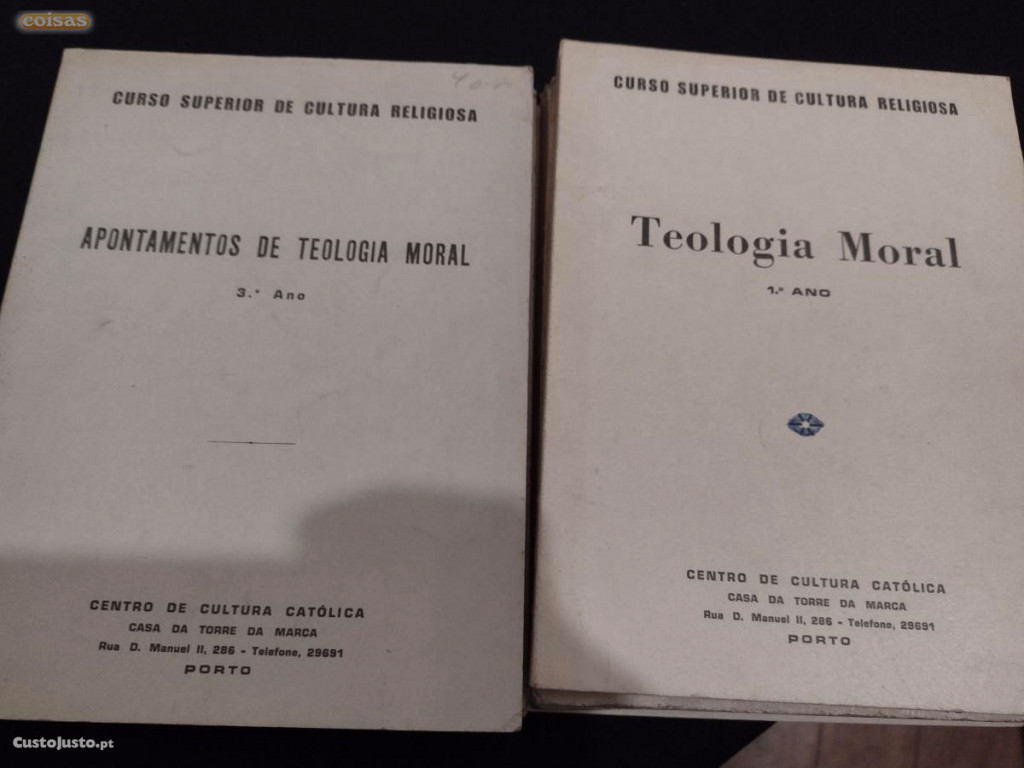 coisas
CURSO SUPERIOR DE CULTURA RELIGIOSA
APONTAMENTOS DE TEOLOGIA MORAL
3.º Ano
CENTRO DE CULTURA CATÓLICA
CASA DA TORRE DA MARCA
Rua D. Manuel II, 286 - Telefone, 29691
PORTO
CURSO SUPERIOR DE CULTURA RELIGIOSA
Teologia Moral
1.º ANO
CENTRO DE CULTURA CATÓLICA
CASA DA TORRE DA MARCA
Rua D. Manuel II, 286 - Telefone, 29691
PORTO
CustoJusto.pt